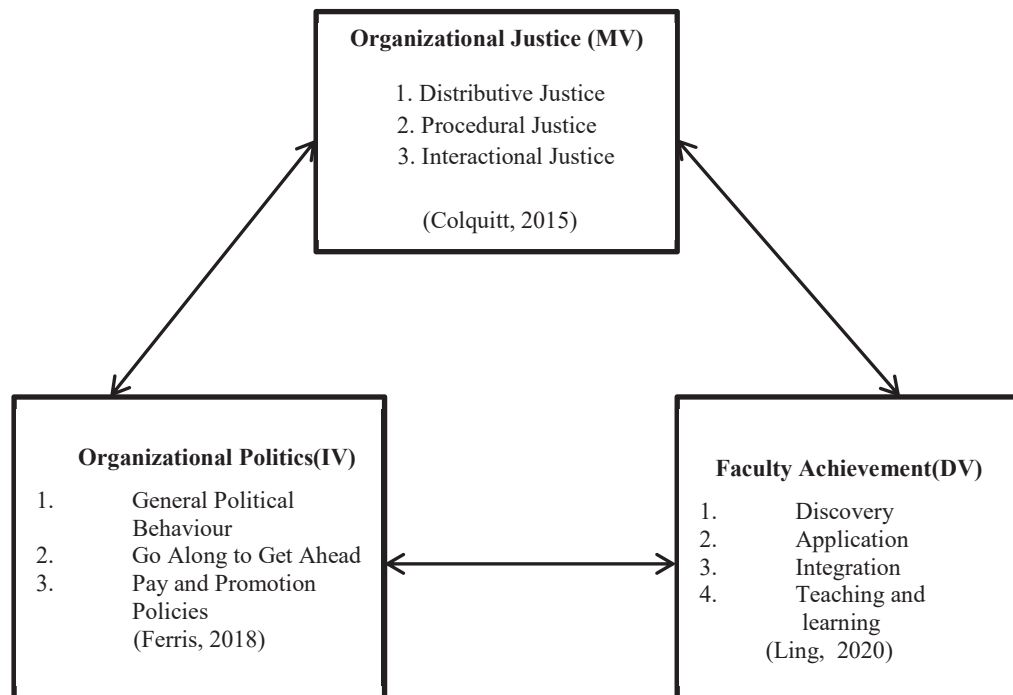 Organizational Justice (MV)
1. Distributive Justice
2. Procedural Justice
3. Interactional Justice
(Colquitt, 2015)
Organizational Politics(IV)
1. General Political
Behaviour
2. Go Along to Get Ahead
3. Pay and Promotion
Policies
(Ferris, 2018)
Faculty Achievement(DV)
1. Discovery
2. Application
3. Integration
4. Teaching and
learning
(Ling, 2020)